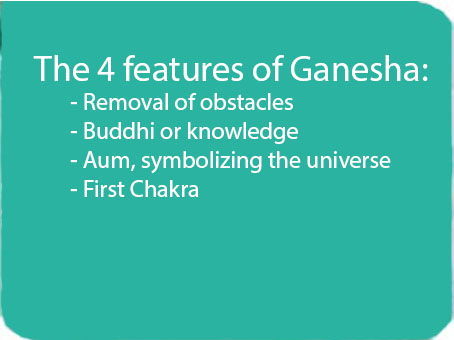 The 4 features of Ganesha:
- Removal of obstacles
- Buddhi or knowledge
- Aum, symbolizing the universe
- First Chakra